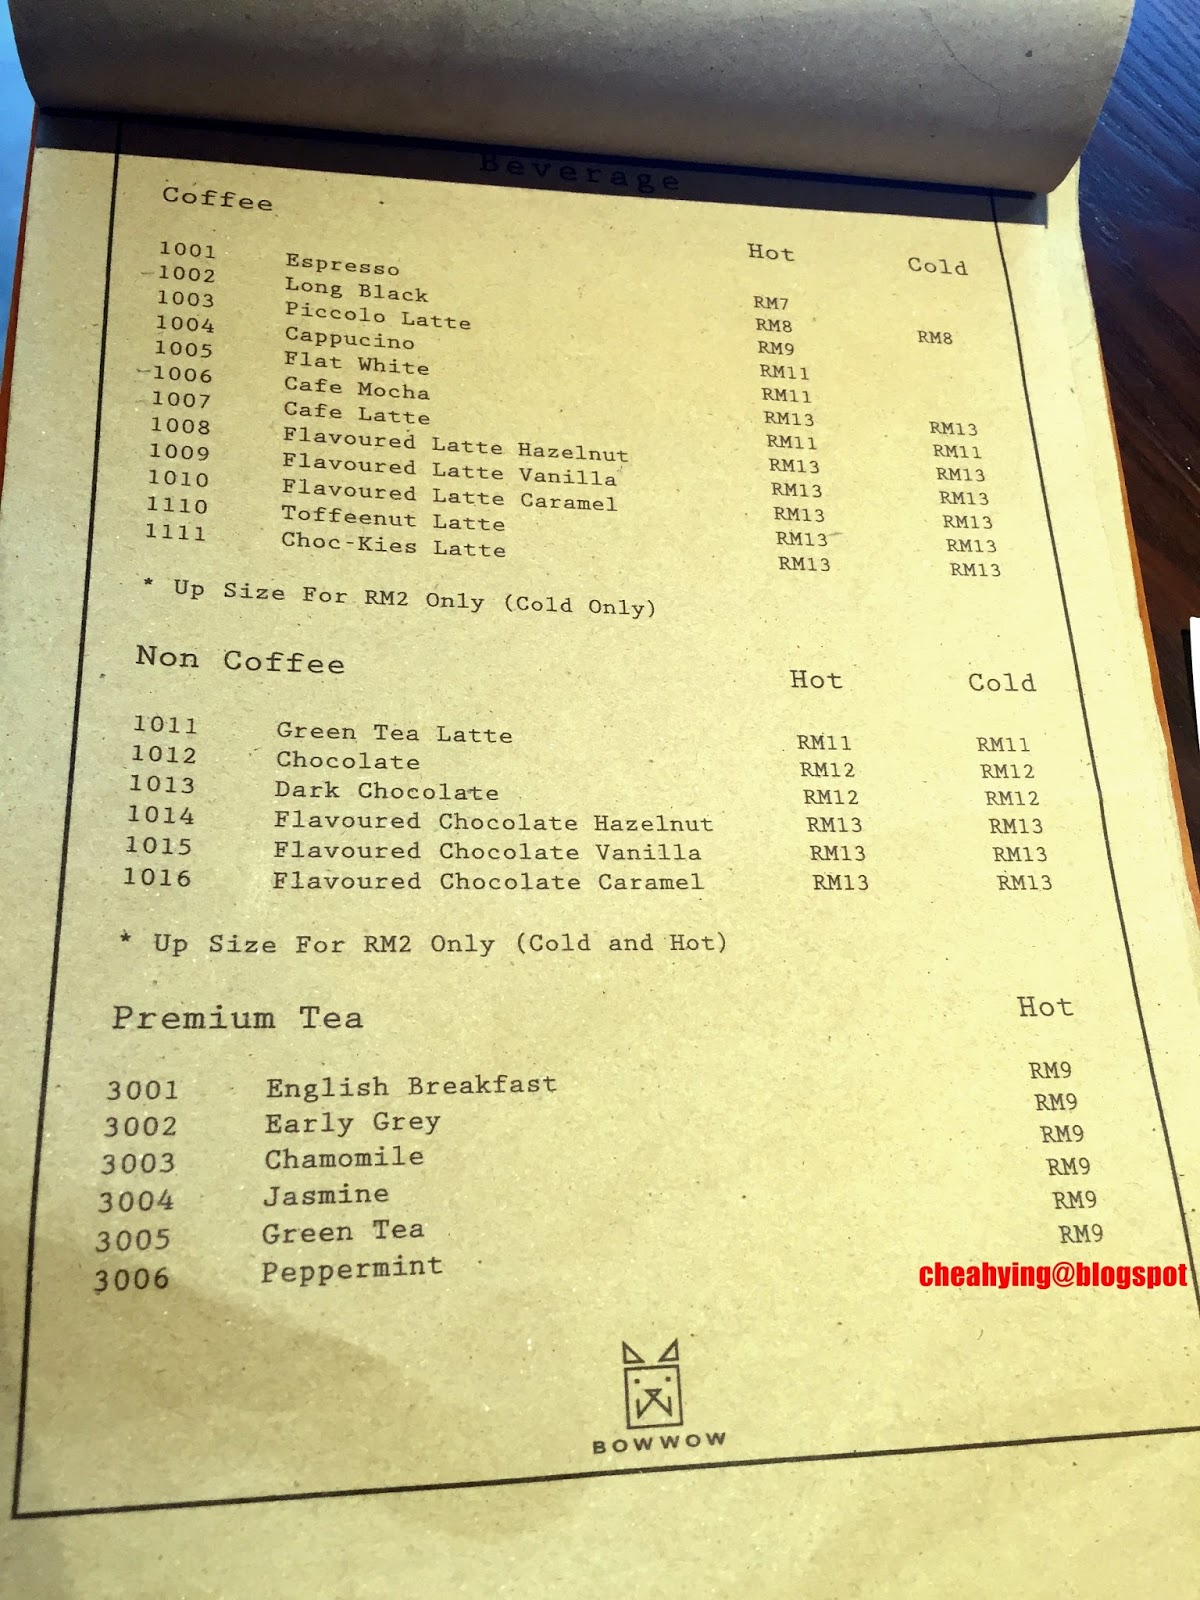 Beverage
Coffee Hot Cold
1001 Espresso RM7
1002 Long Black RM8 RM8
1003 Piccolo Latte RM9
1004 Cappucino RM11
1005 Flat White RM11
1006 Cafe Mocha RM13 RM13
1007 Cafe Latte RM11 RM11
1008 Flavoured Latte Hazelnut RM13 RM13
1009 Flavoured Latte Vanilla RM13 RM13
1010 Flavoured Latte Caramel RM13 RM13
1110 Toffeenut Latte RM13 RM13
1111 Choc-Kies Latte RM13 RM13
* Up Size For RM2 Only (Cold Only)
Non Coffee Hot Cold
1011 Green Tea Latte RM11 RM11
1012 Chocolate RM12 RM12
1013 Dark Chocolate RM12 RM12
1014 Flavoured Chocolate Hazelnut RM13 RM13
1015 Flavoured Chocolate Vanilla RM13 RM13
1016 Flavoured Chocolate Caramel RM13 RM13
* Up Size For RM2 Only (Cold and Hot)
Premium Tea Hot
3001 English Breakfast RM9
3002 Early Grey RM9
3003 Chamomile RM9
3004 Jasmine RM9
3005 Green Tea RM9
3006 Peppermint RM9
cheahying@blogspot
BOWWOW